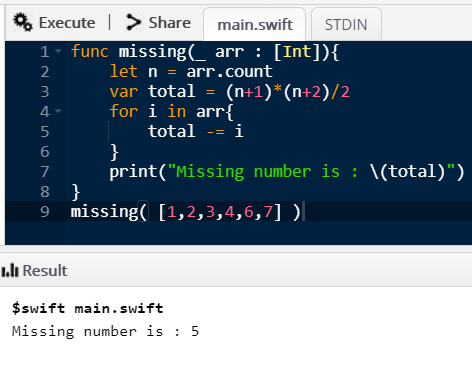 Execute | > Share main.swift STDIN
1 func missing(_ arr : [Int]){
2 let n = arr.count
3 var total = (n+1)*(n+2)/2
4 for i in arr{
5 total -= i
6 }
7 print("Missing number is : \(total)")
8 }
9 missing( [1,2,3,4,6,7] )
Result
$swift main.swift
Missing number is : 5